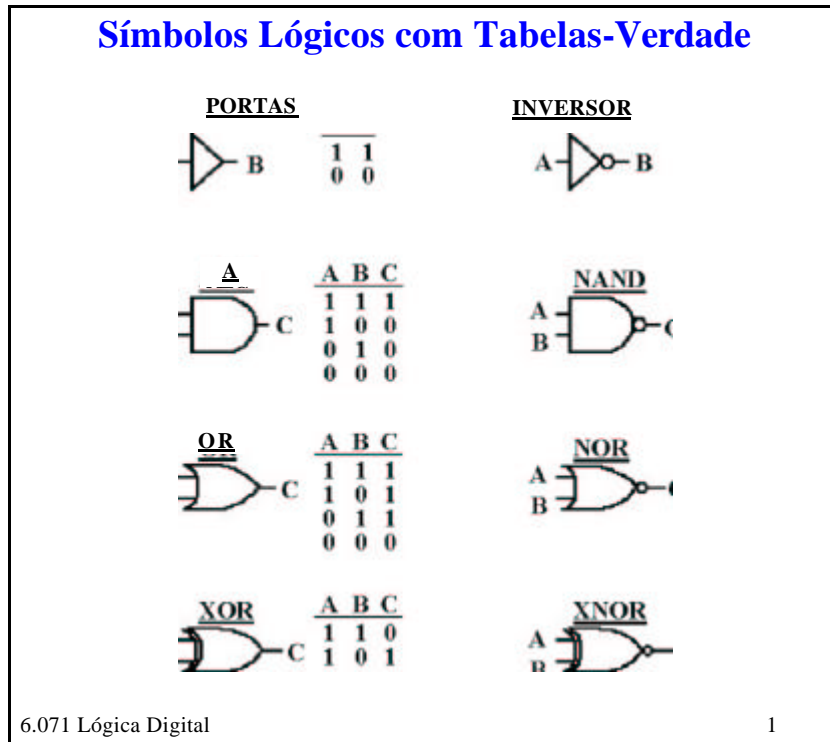 Símbolos Lógicos com Tabelas-Verdade
PORTAS
INVERSOR
B
1 1
0 0
A B
A
A B C
1 1 1
1 0 0
0 1 0
0 0 0
C
NAND
A
B
OR
A B C
1 1 1
1 0 1
0 1 1
0 0 0
C
NOR
A
B
XOR
A B C
1 1 0
1 0 1
C
XNOR
A
B
6.071 Lógica Digital 1